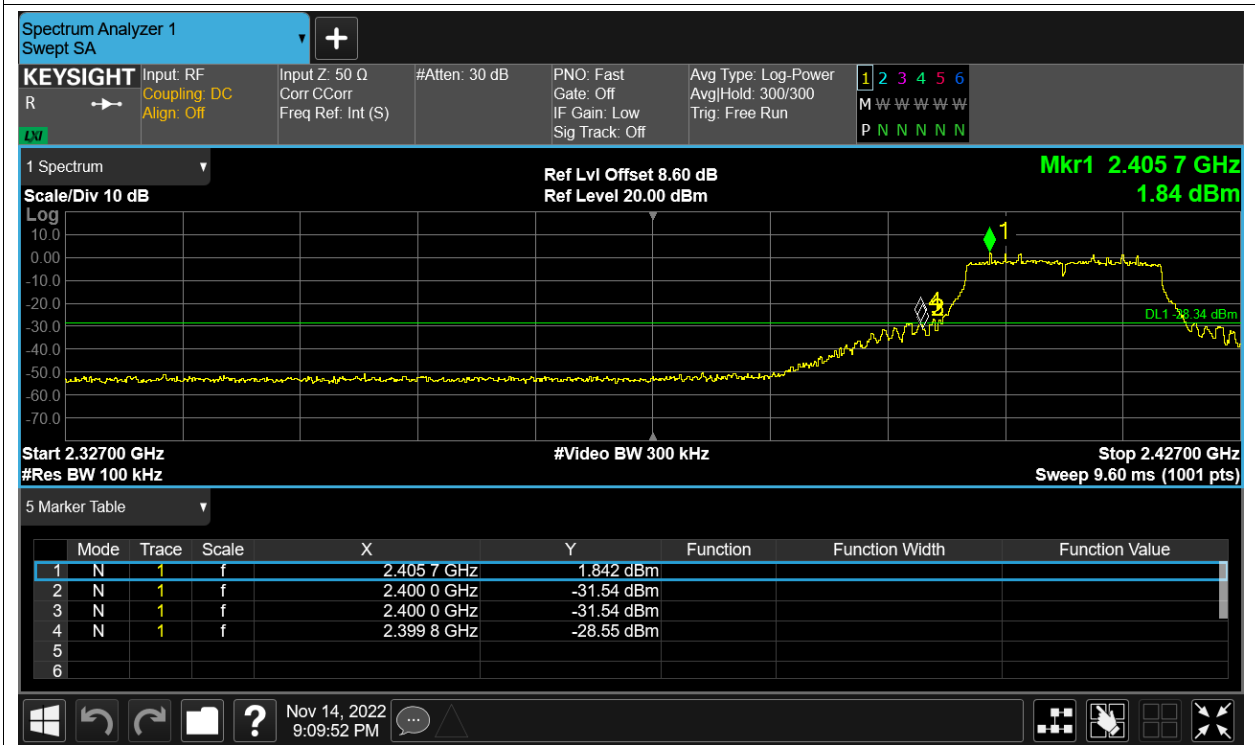 Spectrum Analyzer 1
Swept SA
KEYSIGHT
R
LXI
Input: RF
Coupling: DC
Align: Off
Input Z: 50 Ω
Corr CCorr
Freq Ref: Int (S)
#Atten: 30 dB
PNO: Fast
Gate: Off
IF Gain: Low
Sig Track: Off
Avg Type: Log-Power
Avg|Hold: 300/300
Trig: Free Run
1 2 3 4 5 6
M W W W W W
P N N N N N
1 Spectrum
Scale/Div 10 dB
Ref Lvl Offset 8.60 dB
Ref Level 20.00 dBm
Mkr1 2.405 7 GHz
1.84 dBm
Log
10.0
0.00
-10.0
-20.0
-30.0
-40.0
-50.0
-60.0
-70.0
1
4
DL1 -28.34 dBm
Start 2.32700 GHz
#Video BW 300 kHz
Stop 2.42700 GHz
#Res BW 100 kHz
Sweep 9.60 ms (1001 pts)
5 Marker Table
Mode Trace Scale X Y Function Function Width Function Value
1 N 1 f 2.405 7 GHz 1.842 dBm
2 N 1 f 2.400 0 GHz -31.54 dBm
3 N 1 f 2.400 0 GHz -31.54 dBm
4 N 1 f 2.399 8 GHz -28.55 dBm
5
6
?
Nov 14, 2022
9:09:52 PM